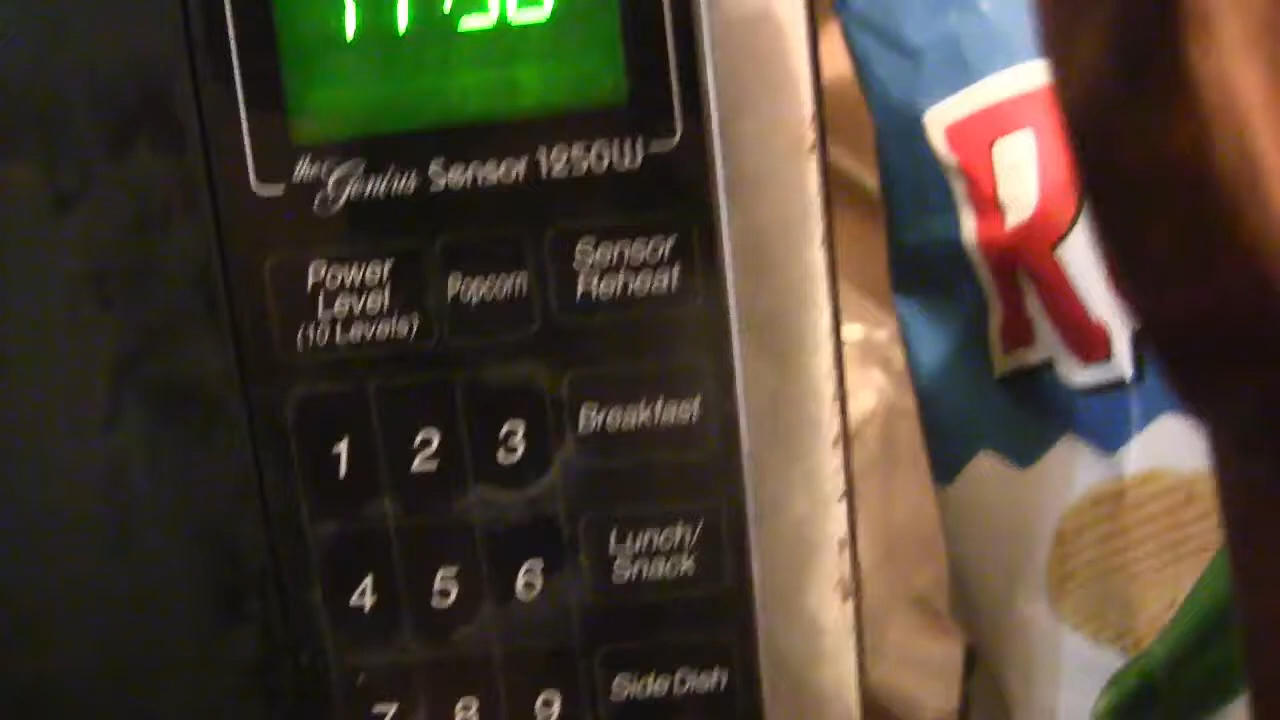 the Genius Sensor 1250W
Power
Level
(10 Levels)
Popcorn
Sensor
Reheat
1 2 3
Breakfast
4 5 6
Lunch/
Snack
7 8 9
Side Dish
R